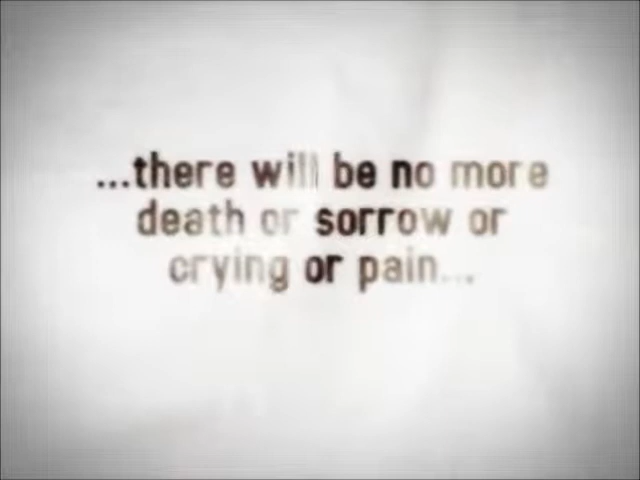 ...there will be no more
death or sorrow or
crying or pain...